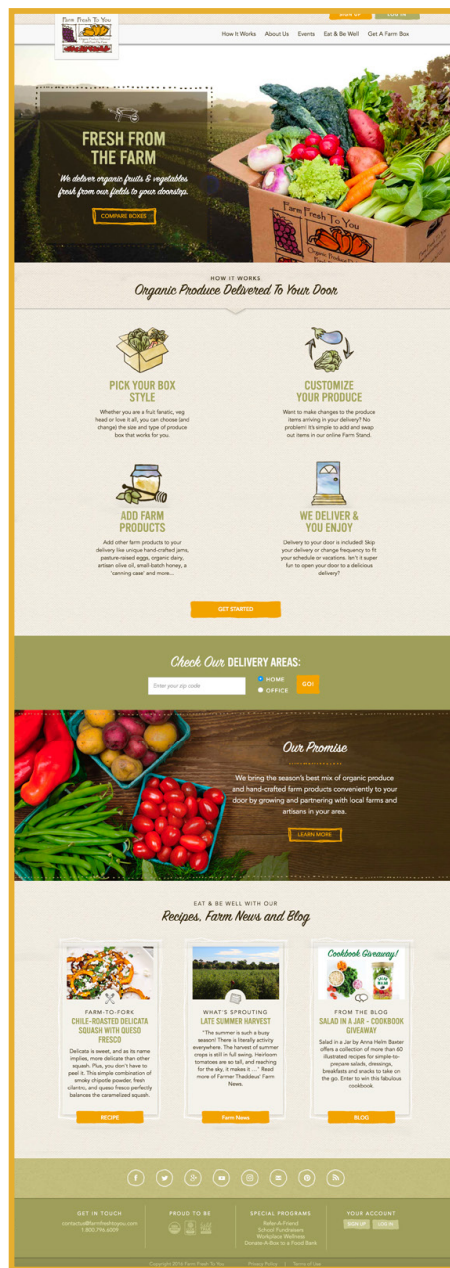 SIGN UP SIGN IN
Farm Fresh To You
How It Works About Us Events Eat & Be Well Get A Farm Box
FRESH FROM
THE FARM
We deliver organic fruits & vegetables
fresh from our fields to your doorstep.
COMPARE BOXES
Farm Fresh To You
HOW IT WORKS
Organic Produce Delivered To Your Door
PICK YOUR BOX
STYLE
Whether you are a fruit fanatic, veg
head or love it all, you can choose (and
change) the size and type of produce
box that works for you.
CUSTOMIZE
YOUR PRODUCE
Want to make changes to the produce
items arriving in your delivery? No
problem! It's simple to add and swap
out items in our online Farm Stand.
ADD FARM
PRODUCTS
Add other farm products to your
delivery like unique hand-crafted jams,
pasture-raised eggs, organic dairy,
artisan olive oil, small-batch honey, a
'canning case' and more...
WE DELIVER &
YOU ENJOY
Delivery to your door is included! Skip
your delivery or change frequency to fit
your schedule or vacations. Isn't it super
fun to open your door to a delicious
delivery?
GET STARTED
Check Our DELIVERY AREAS:
Enter your zip code
HOME
OFFICE
GO!
Our Promise
We bring the season's best mix of organic produce
and hand-crafted farm products conveniently to your
door by growing and partnering with local farms and
artisans in your area.
LEARN MORE
EAT & BE WELL WITH OUR
Recipes, Farm News and Blog
FARM-TO-FORK
CHILE-ROASTED DELICATA
SQUASH WITH QUESO
FRESCO
Delicata is sweet, and as its name
implies, more delicate than other
squash. Plus, you don't have to
peel it. This simple combination of
smoky chipotle powder, fresh
cilantro, and queso fresco perfectly
balances the caramelized squash.
RECIPE
WHAT'S SPROUTING
LATE SUMMER HARVEST
"The summer is such a busy
season! There is literally activity
everywhere. The harvest of summer
crops is still in full swing. Heirloom
tomatoes are so tall, and reaching
for the sky, it makes it ..." Read
more of Farmer Thaddeus' Farm
News.
Farm News
Cookbook Giveaway!
FROM THE BLOG
SALAD IN A JAR - COOKBOOK
GIVEAWAY
Salad in a Jar by Anna Helm Baxter
offers a collection of more than 60
illustrated recipes for simple-to-
prepare salads, dressings,
breakfasts and snacks to take on
the go. Enter to win this fabulous
cookbook.
BLOG
GET IN TOUCH
contactus@farmfreshtoyou.com
1.800.796.6009
PROUD TO BE
SPECIAL PROGRAMS
Refer-A-Friend
School Fundraisers
Workplace Wellness
Donate-A-Box to a Food Bank
YOUR ACCOUNT
SIGN UP LOG IN
Copyright 2016 Farm Fresh To You Privacy Policy | Terms of Use